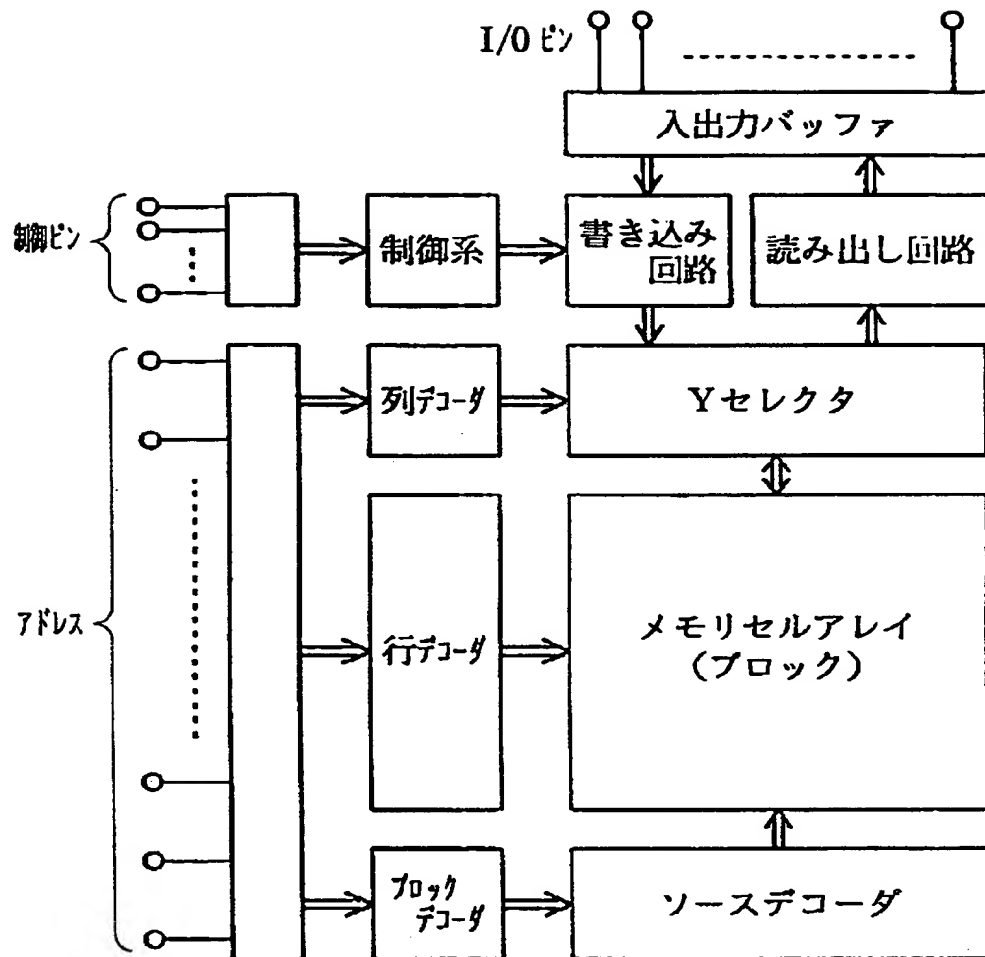 I/O ピン
入出力バッファ
制御ピン
制御系
書き込み
回路
読み出し回路
列デコーダ
Yセレクタ
アドレス
行デコーダ
メモリセルアレイ
(ブロック)
ブロック
デコーダ
ソースデコーダ